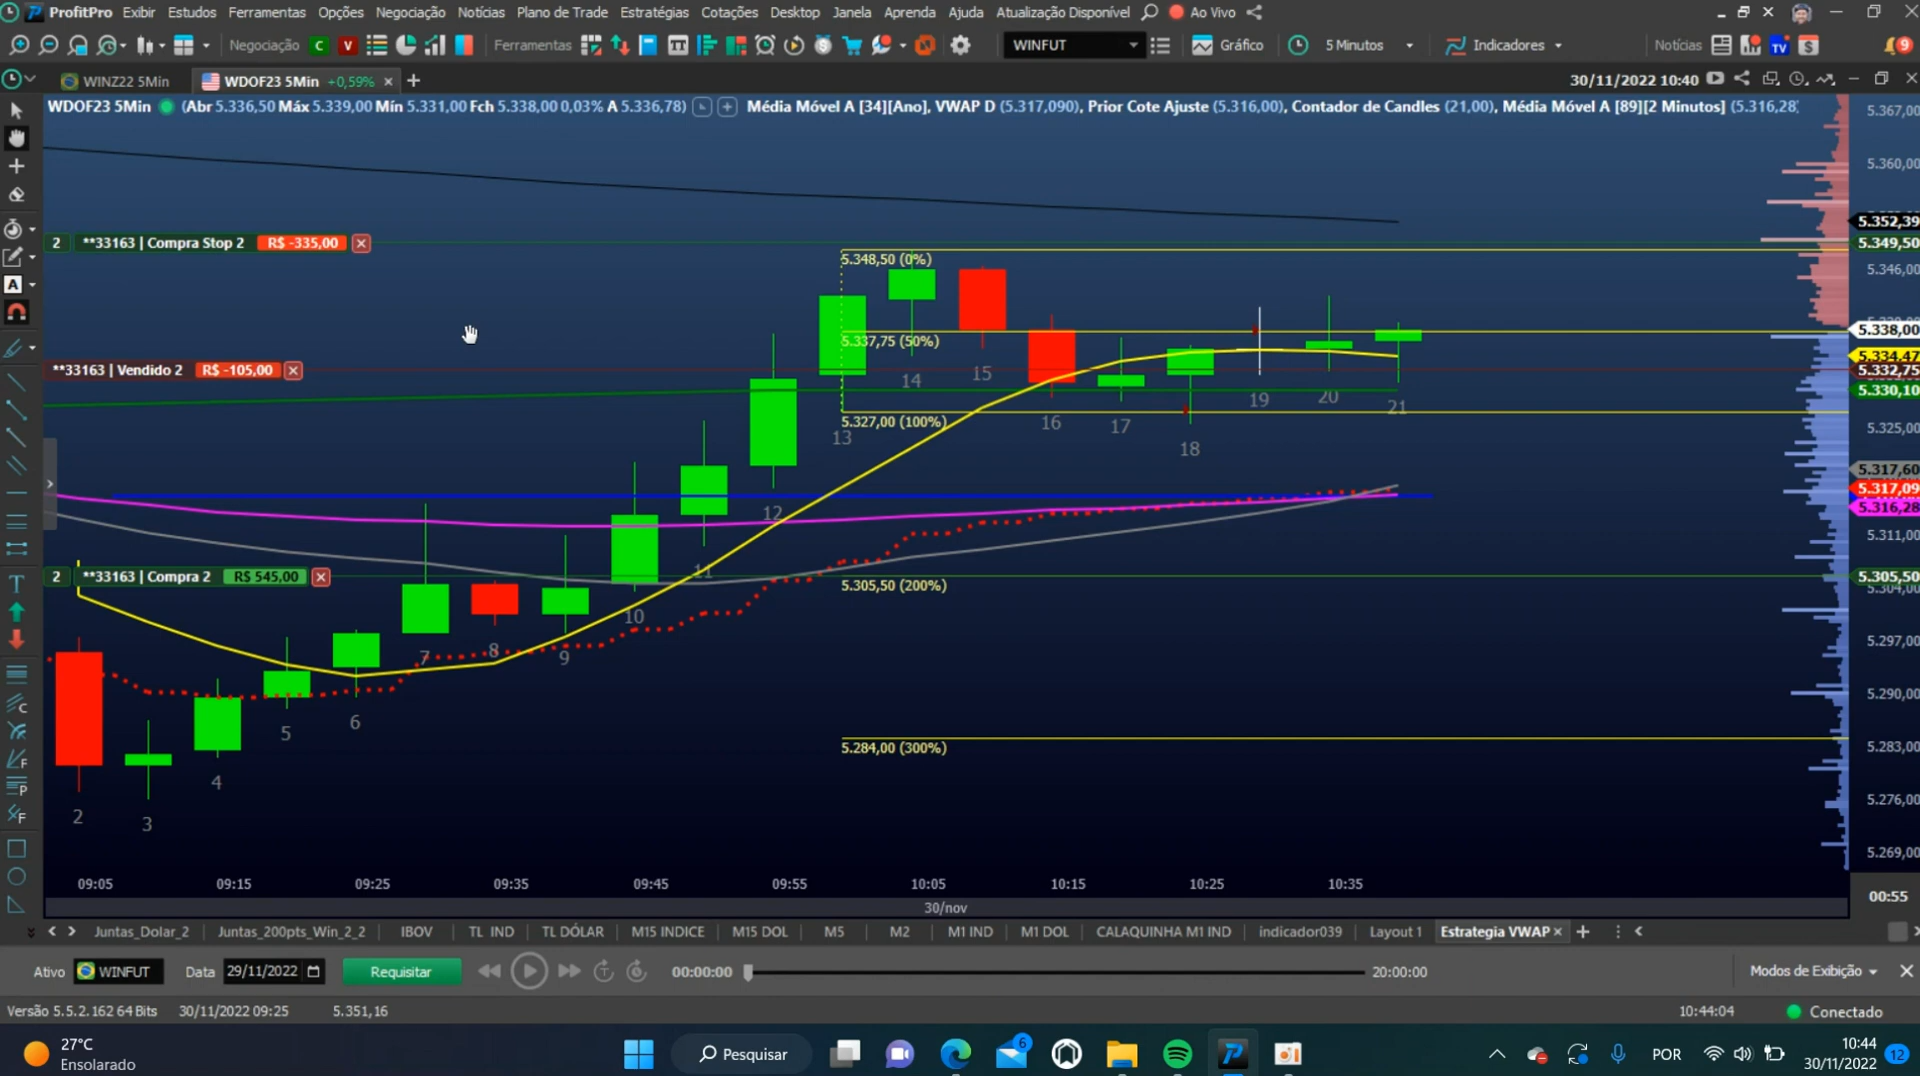 ProfitPro Exibir Estudos Ferramentas Opções Negociação Notícias Plano de Trade Estratégias Cotações Desktop Janela Aprenda Ajuda Atualização Disponível Ao Vivo
Negociação C V Ferramentas WINFUT Gráfico 5 Minutos Indicadores Notícias TV 9
WINZ22 5Min WDOF23 5Min +0,59% 30/11/2022 10:40
WDOF23 5Min (Abr 5.336,50 Máx 5.339,00 Mín 5.331,00 Fch 5.338,00 0,03% A 5.336,78) Média Móvel A [34][Ano], VWAP D (5.317,090), Prior Cote Ajuste (5.316,00), Contador de Candles (21,00), Média Móvel A [89][2 Minutos] (5.316,28)
5.367,00
5.360,00
5.352,39
2 **33163 | Compra Stop 2 R$ -335,00
5.349,50
5.348,50 (0%)
5.346,00
5.338,00
5.337,75 (50%)
5.334,47
**33163 | Vendido 2 R$ -105,00
5.332,75
5.330,10
5.327,00 (100%)
5.325,00
5.317,60
5.317,09
5.316,28
5.311,00
2 **33163 | Compra 2 R$ 545,00
5.305,50
5.305,50 (200%)
5.304,00
5.297,00
5.290,00
5.284,00 (300%)
5.283,00
5.276,00
5.269,00
2 3 4 5 6 7 8 9 10 11 12 13 14 15 16 17 18 19 20 21
09:05 09:15 09:25 09:35 09:45 09:55 10:05 10:15 10:25 10:35 00:55
30/nov
Juntas_Dolar_2 Juntas_200pts_Win_2_2 IBOV TL IND TL DÓLAR M15 INDICE M15 DOL M5 M2 M1 IND M1 DOL CALAQUINHA M1 IND indicador039 Layout 1 Estrategia VWAP
Ativo WINFUT Data 29/11/2022 Requisitar 00:00:00 20:00:00 Modos de Exibição
Versão 5.5.2.162 64 Bits 30/11/2022 09:25 5.351,16 10:44:04 Conectado
27°C
Ensolarado
Pesquisar 6 POR
10:44
30/11/2022 12